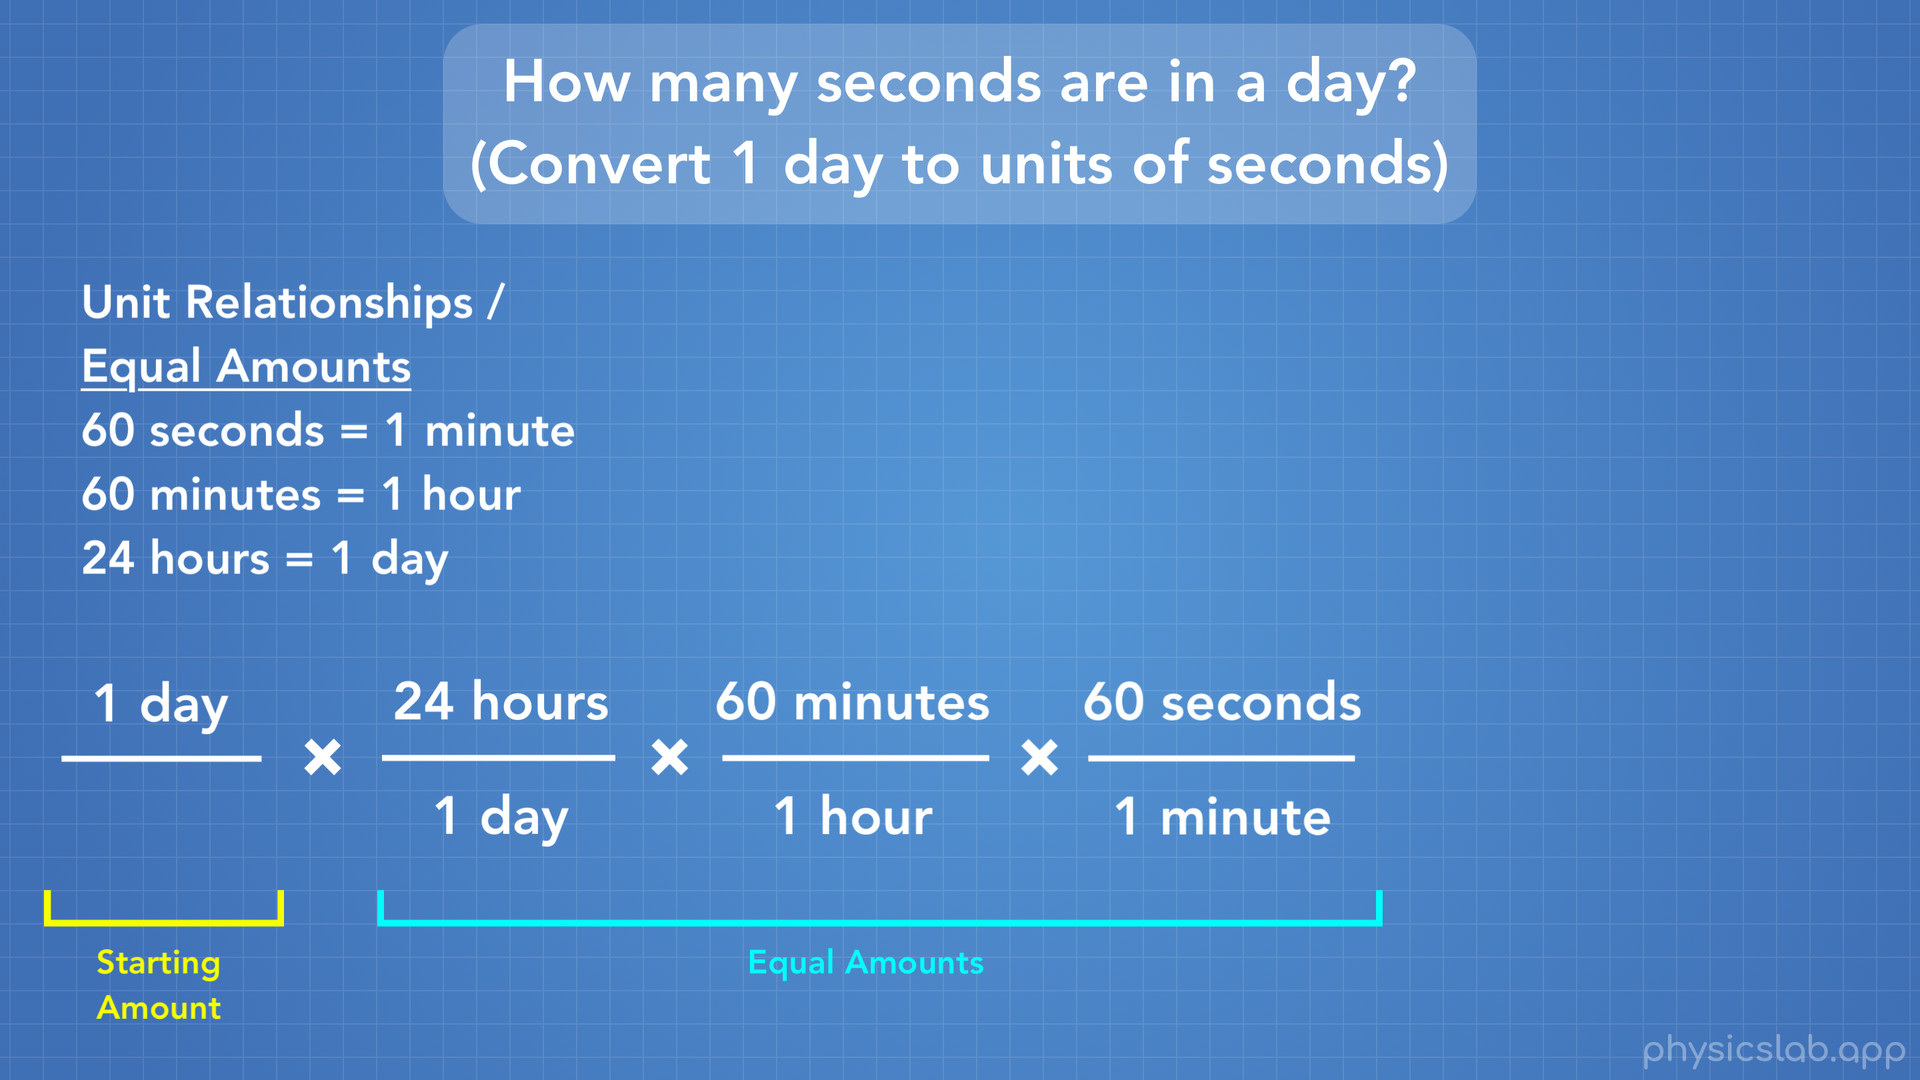 How many seconds are in a day?
(Convert 1 day to units of seconds)
Unit Relationships /
Equal Amounts
60 seconds = 1 minute
60 minutes = 1 hour
24 hours = 1 day
1 day × 24 hours × 60 minutes × 60 seconds
1 day 1 hour 1 minute
Starting
Amount
Equal Amounts
physicslab.app